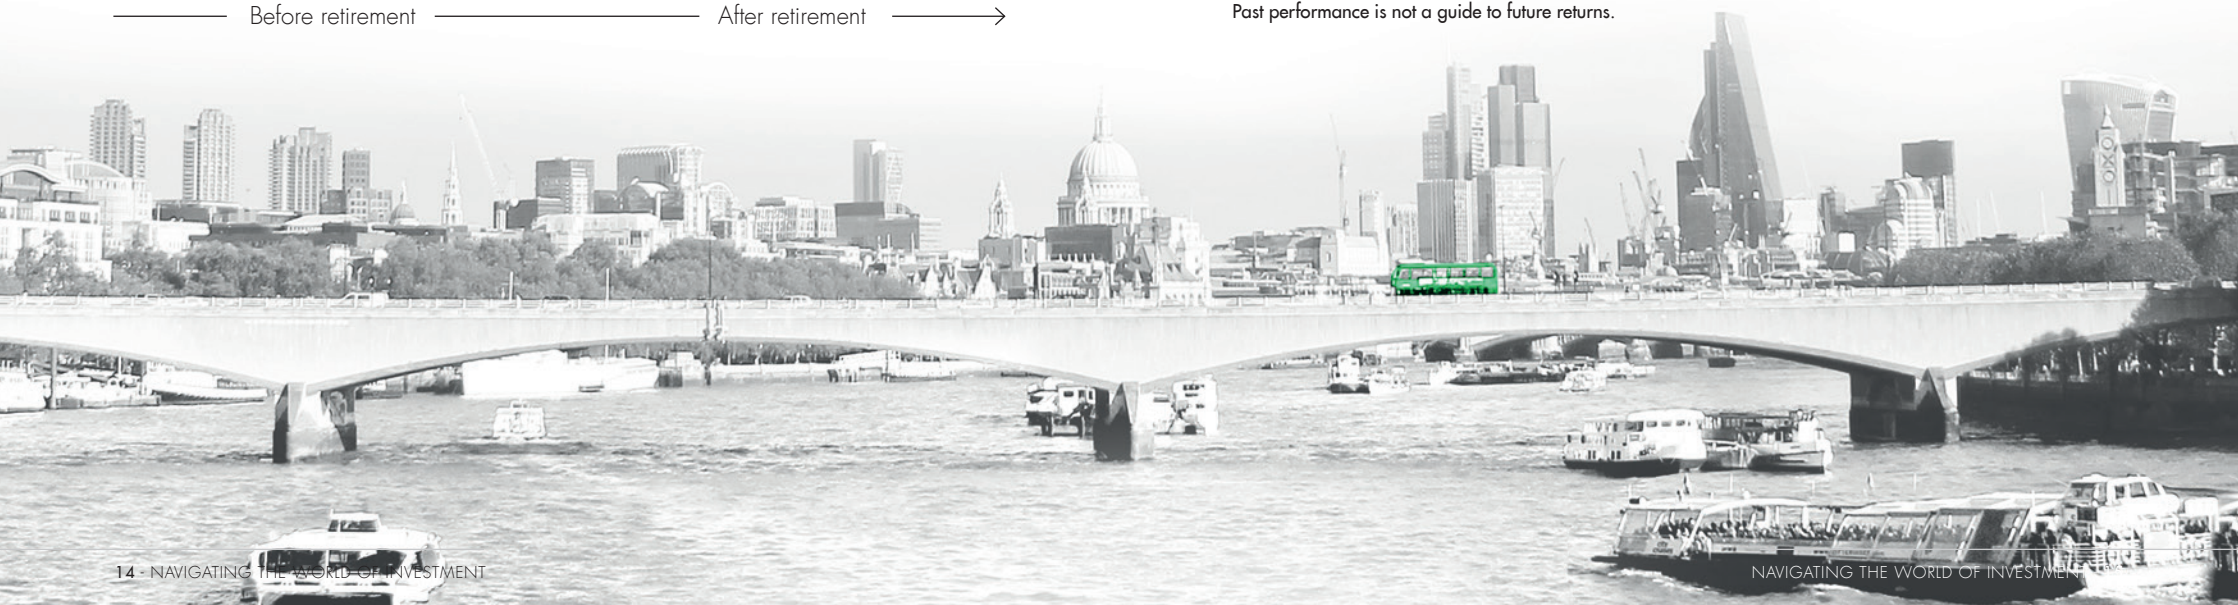 Before retirement
After retirement
Past performance is not a guide to future returns.
OXO
14 - NAVIGATING THE WORLD OF INVESTMENT
NAVIGATING THE WORLD OF INVESTMENT